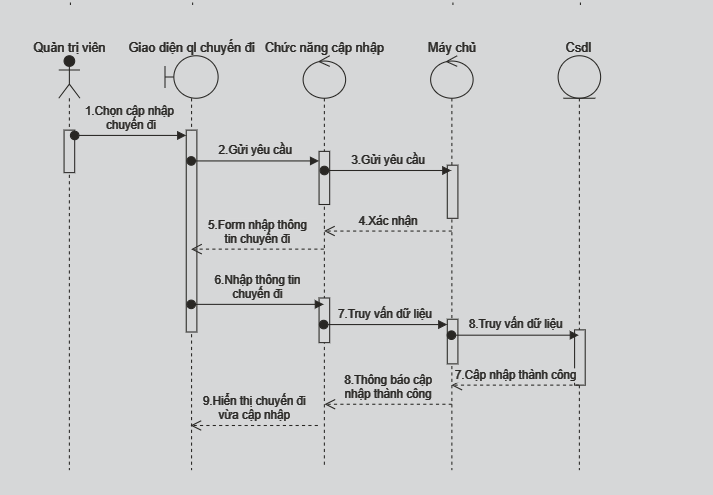 Quản trị viên
Giao diện ql chuyến đi
Chức năng cập nhập
Máy chủ
Csdl
1.Chọn cập nhập
chuyến đi
2.Gửi yêu cầu
3.Gửi yêu cầu
4.Xác nhận
5.Form nhập thông
tin chuyến đi
6.Nhập thông tin
chuyến đi
7.Truy vấn dữ liệu
8.Truy vấn dữ liệu
7.Cập nhập thành công
8.Thông báo cập
nhập thành công
9.Hiển thị chuyến đi
vừa cập nhập